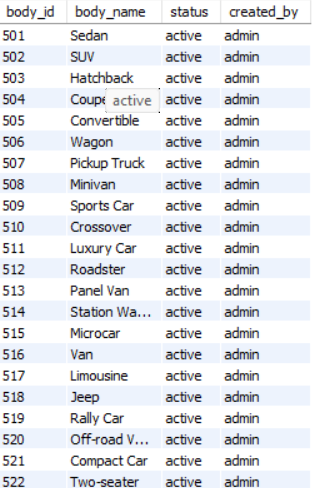 body_id body_name status created_by
501 Sedan active admin
502 SUV active admin
503 Hatchback active admin
504 Coupe active admin
505 Convertible active admin
506 Wagon active admin
507 Pickup Truck active admin
508 Minivan active admin
509 Sports Car active admin
510 Crossover active admin
511 Luxury Car active admin
512 Roadster active admin
513 Panel Van active admin
514 Station Wa... active admin
515 Microcar active admin
516 Van active admin
517 Limousine active admin
518 Jeep active admin
519 Rally Car active admin
520 Off-road V... active admin
521 Compact Car active admin
522 Two-seater active admin
active